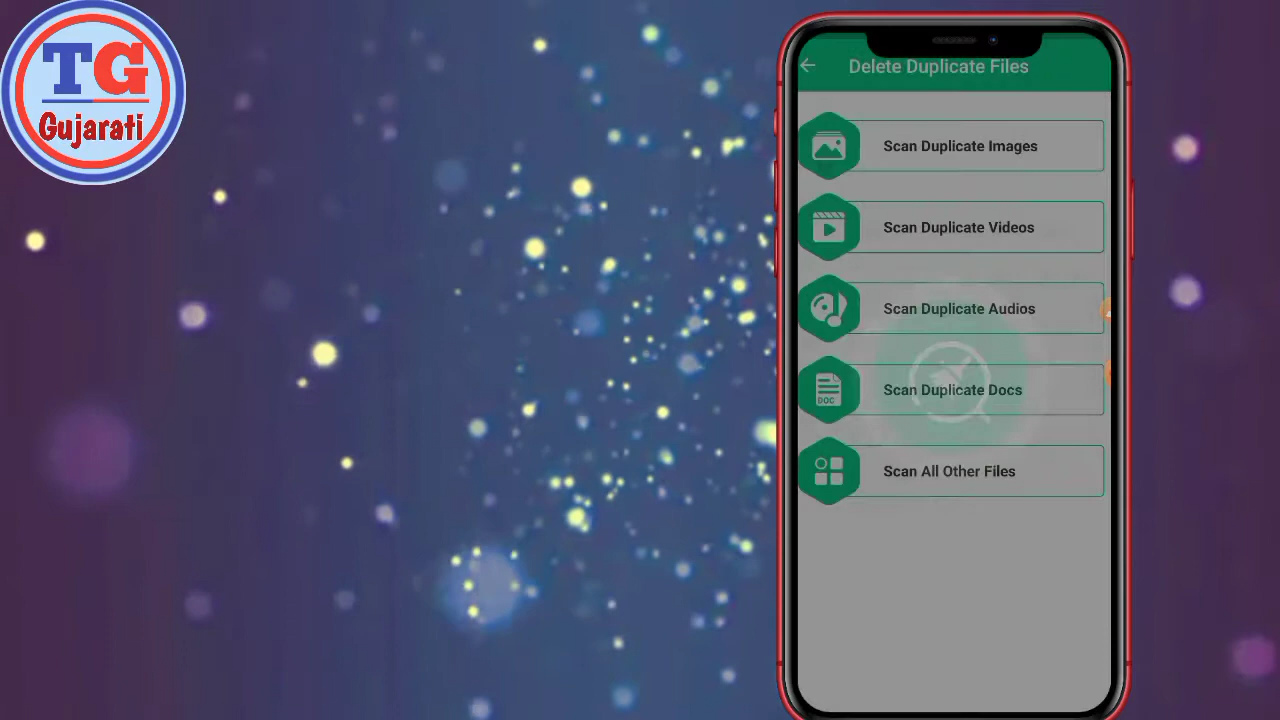 TG
Gujarati
Delete Duplicate Files
Scan Duplicate Images
Scan Duplicate Videos
Scan Duplicate Audios
Scan Duplicate Docs
DOC
Scan All Other Files